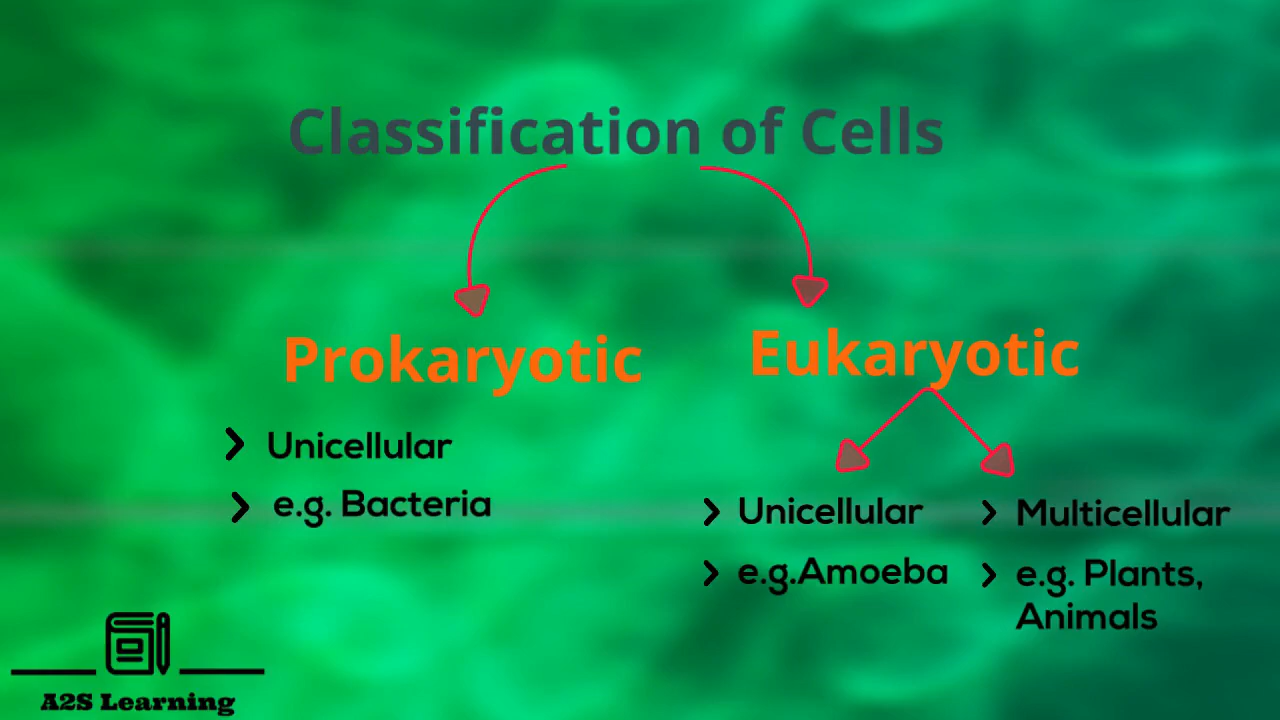 Classification of Cells
Prokaryotic
Unicellular
e.g. Bacteria
Eukaryotic
Unicellular
e.g.Amoeba
Multicellular
e.g. Plants,
Animals
A2S Learning